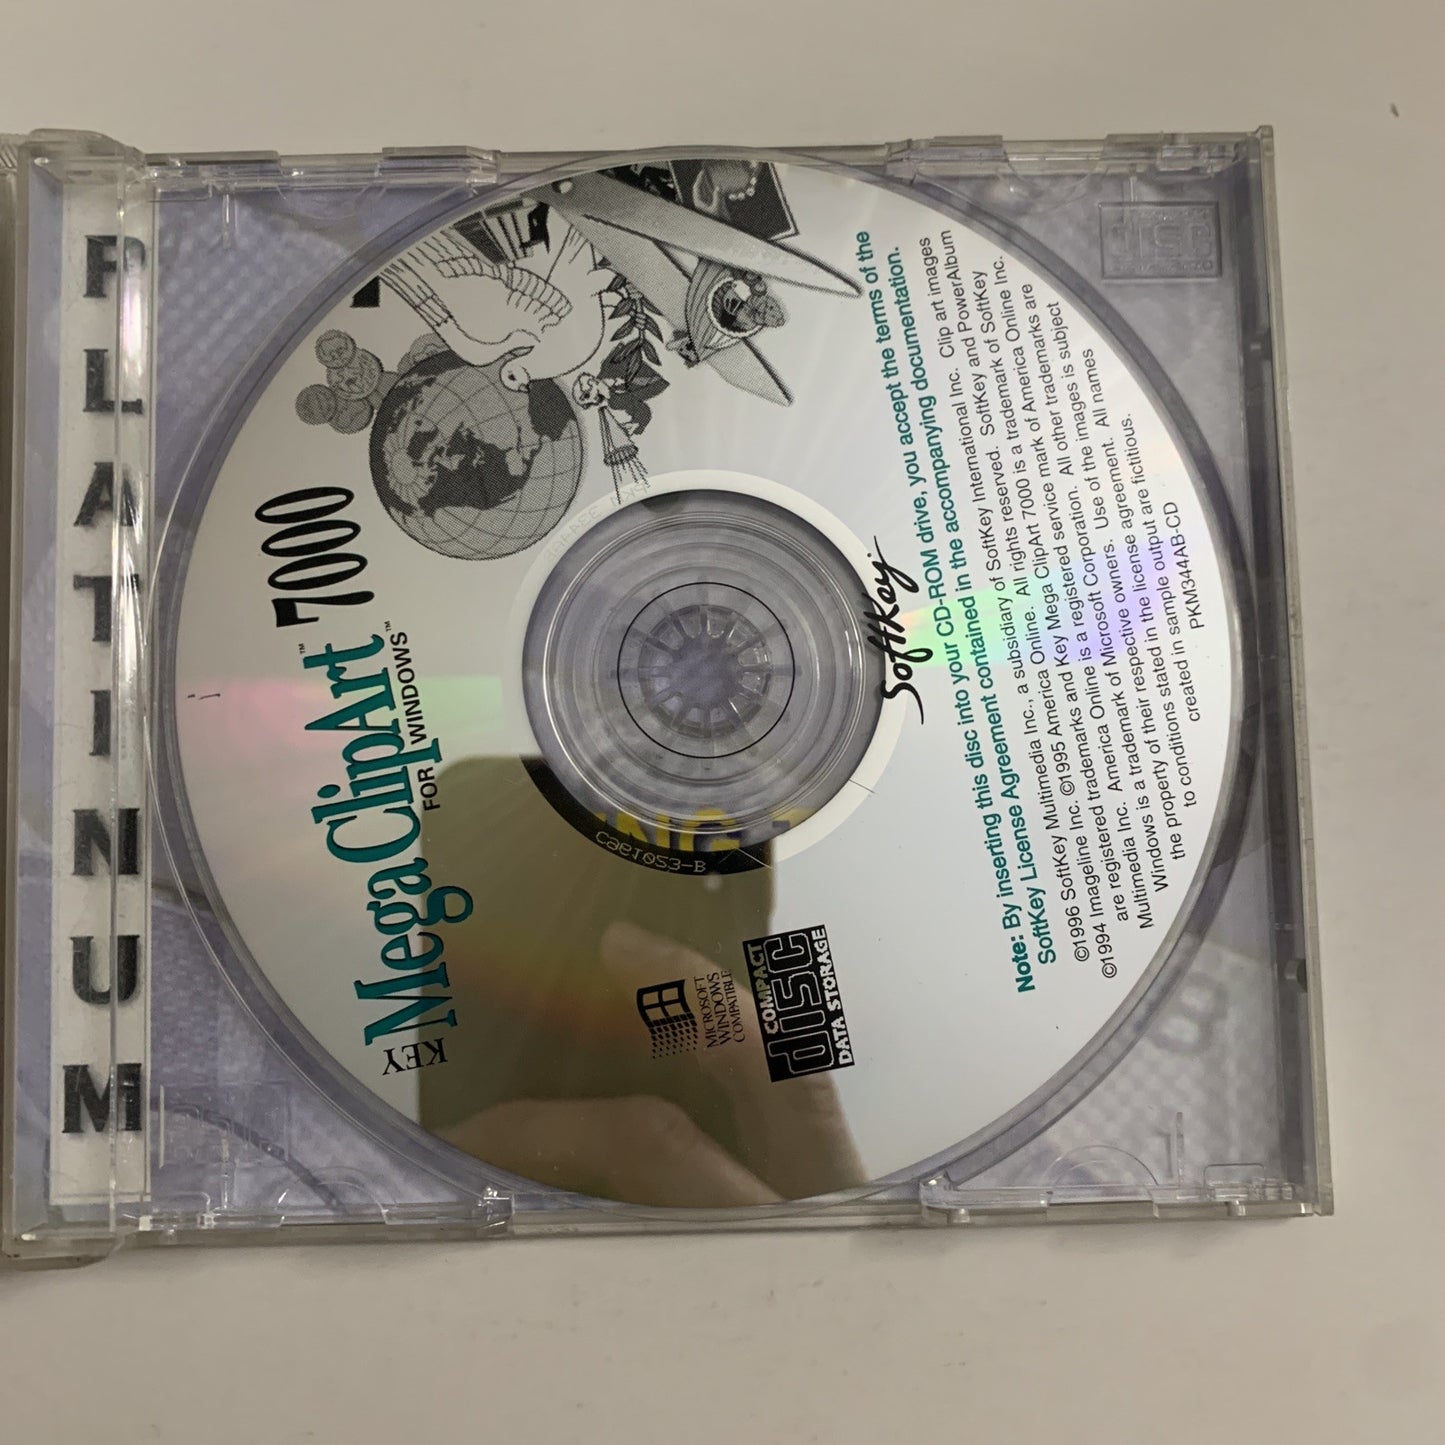 PLATINUM
KEY
Mega ClipArt™ 7000
FOR WINDOWS™
MICROSOFT
WINDOWS
COMPATIBLE
COMPACT
disc
DATA STORAGE
C961023-B
SoftKey
Note: By inserting this disc into your CD-ROM drive, you accept the terms of the
SoftKey License Agreement contained in the accompanying documentation.
©1996 SoftKey Multimedia Inc., a subsidiary of SoftKey International Inc. Clip art images
©1994 Imageline Inc. ©1995 America Online. All rights reserved. SoftKey and PowerAlbum
are registered trademarks and Key Mega ClipArt 7000 is a trademark of SoftKey
Multimedia Inc. America Online is a registered service mark of America Online Inc.
Windows is a trademark of Microsoft Corporation. All other trademarks are
the property of their respective owners. Use of the images is subject
to conditions stated in the license agreement. All names
created in sample output are fictitious.
PKM344AB-CD